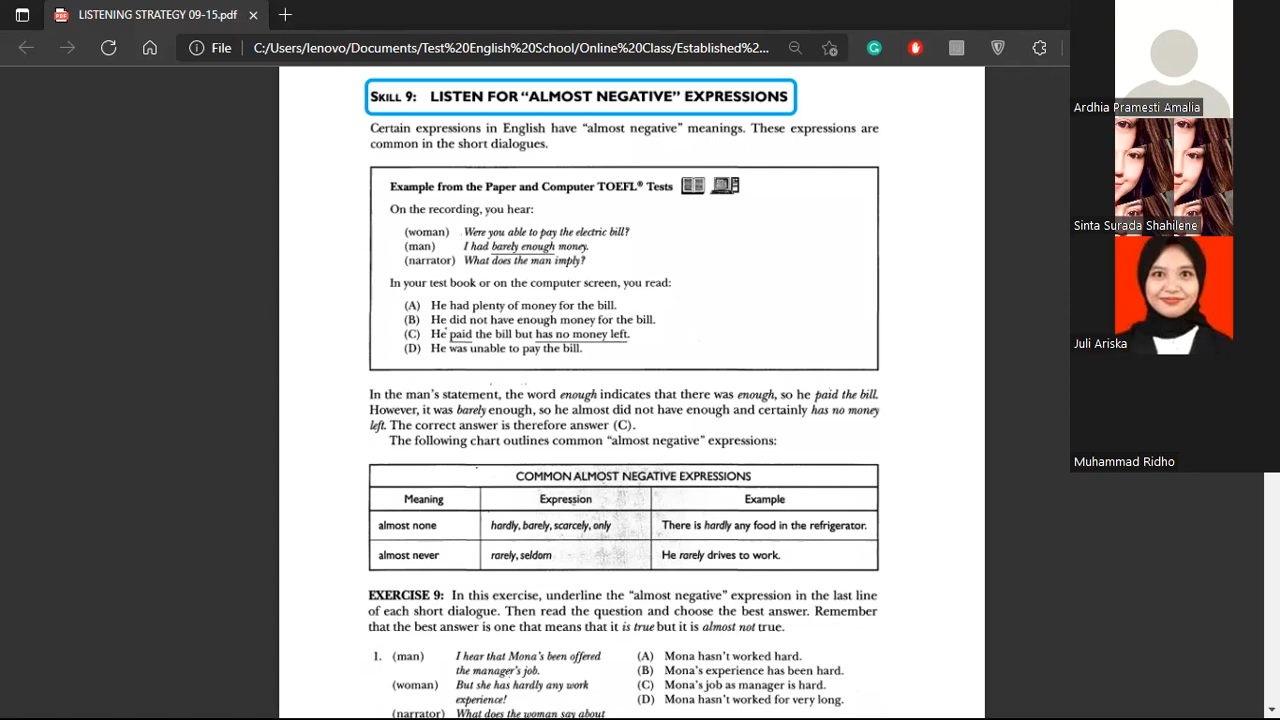 LISTENING STRATEGY 09-15.pdf
File C:/Users/lenovo/Documents/Test%20English%20School/Online%20Class/Established%2...
SKILL 9: LISTEN FOR “ALMOST NEGATIVE” EXPRESSIONS
Certain expressions in English have “almost negative” meanings. These expressions are
common in the short dialogues.
Example from the Paper and Computer TOEFL® Tests
On the recording, you hear:
(woman) Were you able to pay the electric bill?
(man) I had barely enough money.
(narrator) What does the man imply?
In your test book or on the computer screen, you read:
(A) He had plenty of money for the bill.
(B) He did not have enough money for the bill.
(C) He paid the bill but has no money left.
(D) He was unable to pay the bill.
In the man's statement, the word enough indicates that there was enough, so he paid the bill.
However, it was barely enough, so he almost did not have enough and certainly has no money
left. The correct answer is therefore answer (C).
The following chart outlines common “almost negative” expressions:
COMMON ALMOST NEGATIVE EXPRESSIONS
Meaning Expression Example
almost none hardly, barely, scarcely, only There is hardly any food in the refrigerator.
almost never rarely, seldom He rarely drives to work.
EXERCISE 9: In this exercise, underline the “almost negative” expression in the last line
of each short dialogue. Then read the question and choose the best answer. Remember
that the best answer is one that means that it is true but it is almost not true.
1. (man) I hear that Mona's been offered
the manager's job.
(woman) But she has hardly any work
experience!
(narrator) What does the woman say about
(A) Mona hasn't worked hard.
(B) Mona's experience has been hard.
(C) Mona's job as manager is hard.
(D) Mona hasn't worked for very long.
Ardhia Pramesti Amalia
Sinta Surada Shahilene
Juli Ariska
Muhammad Ridho